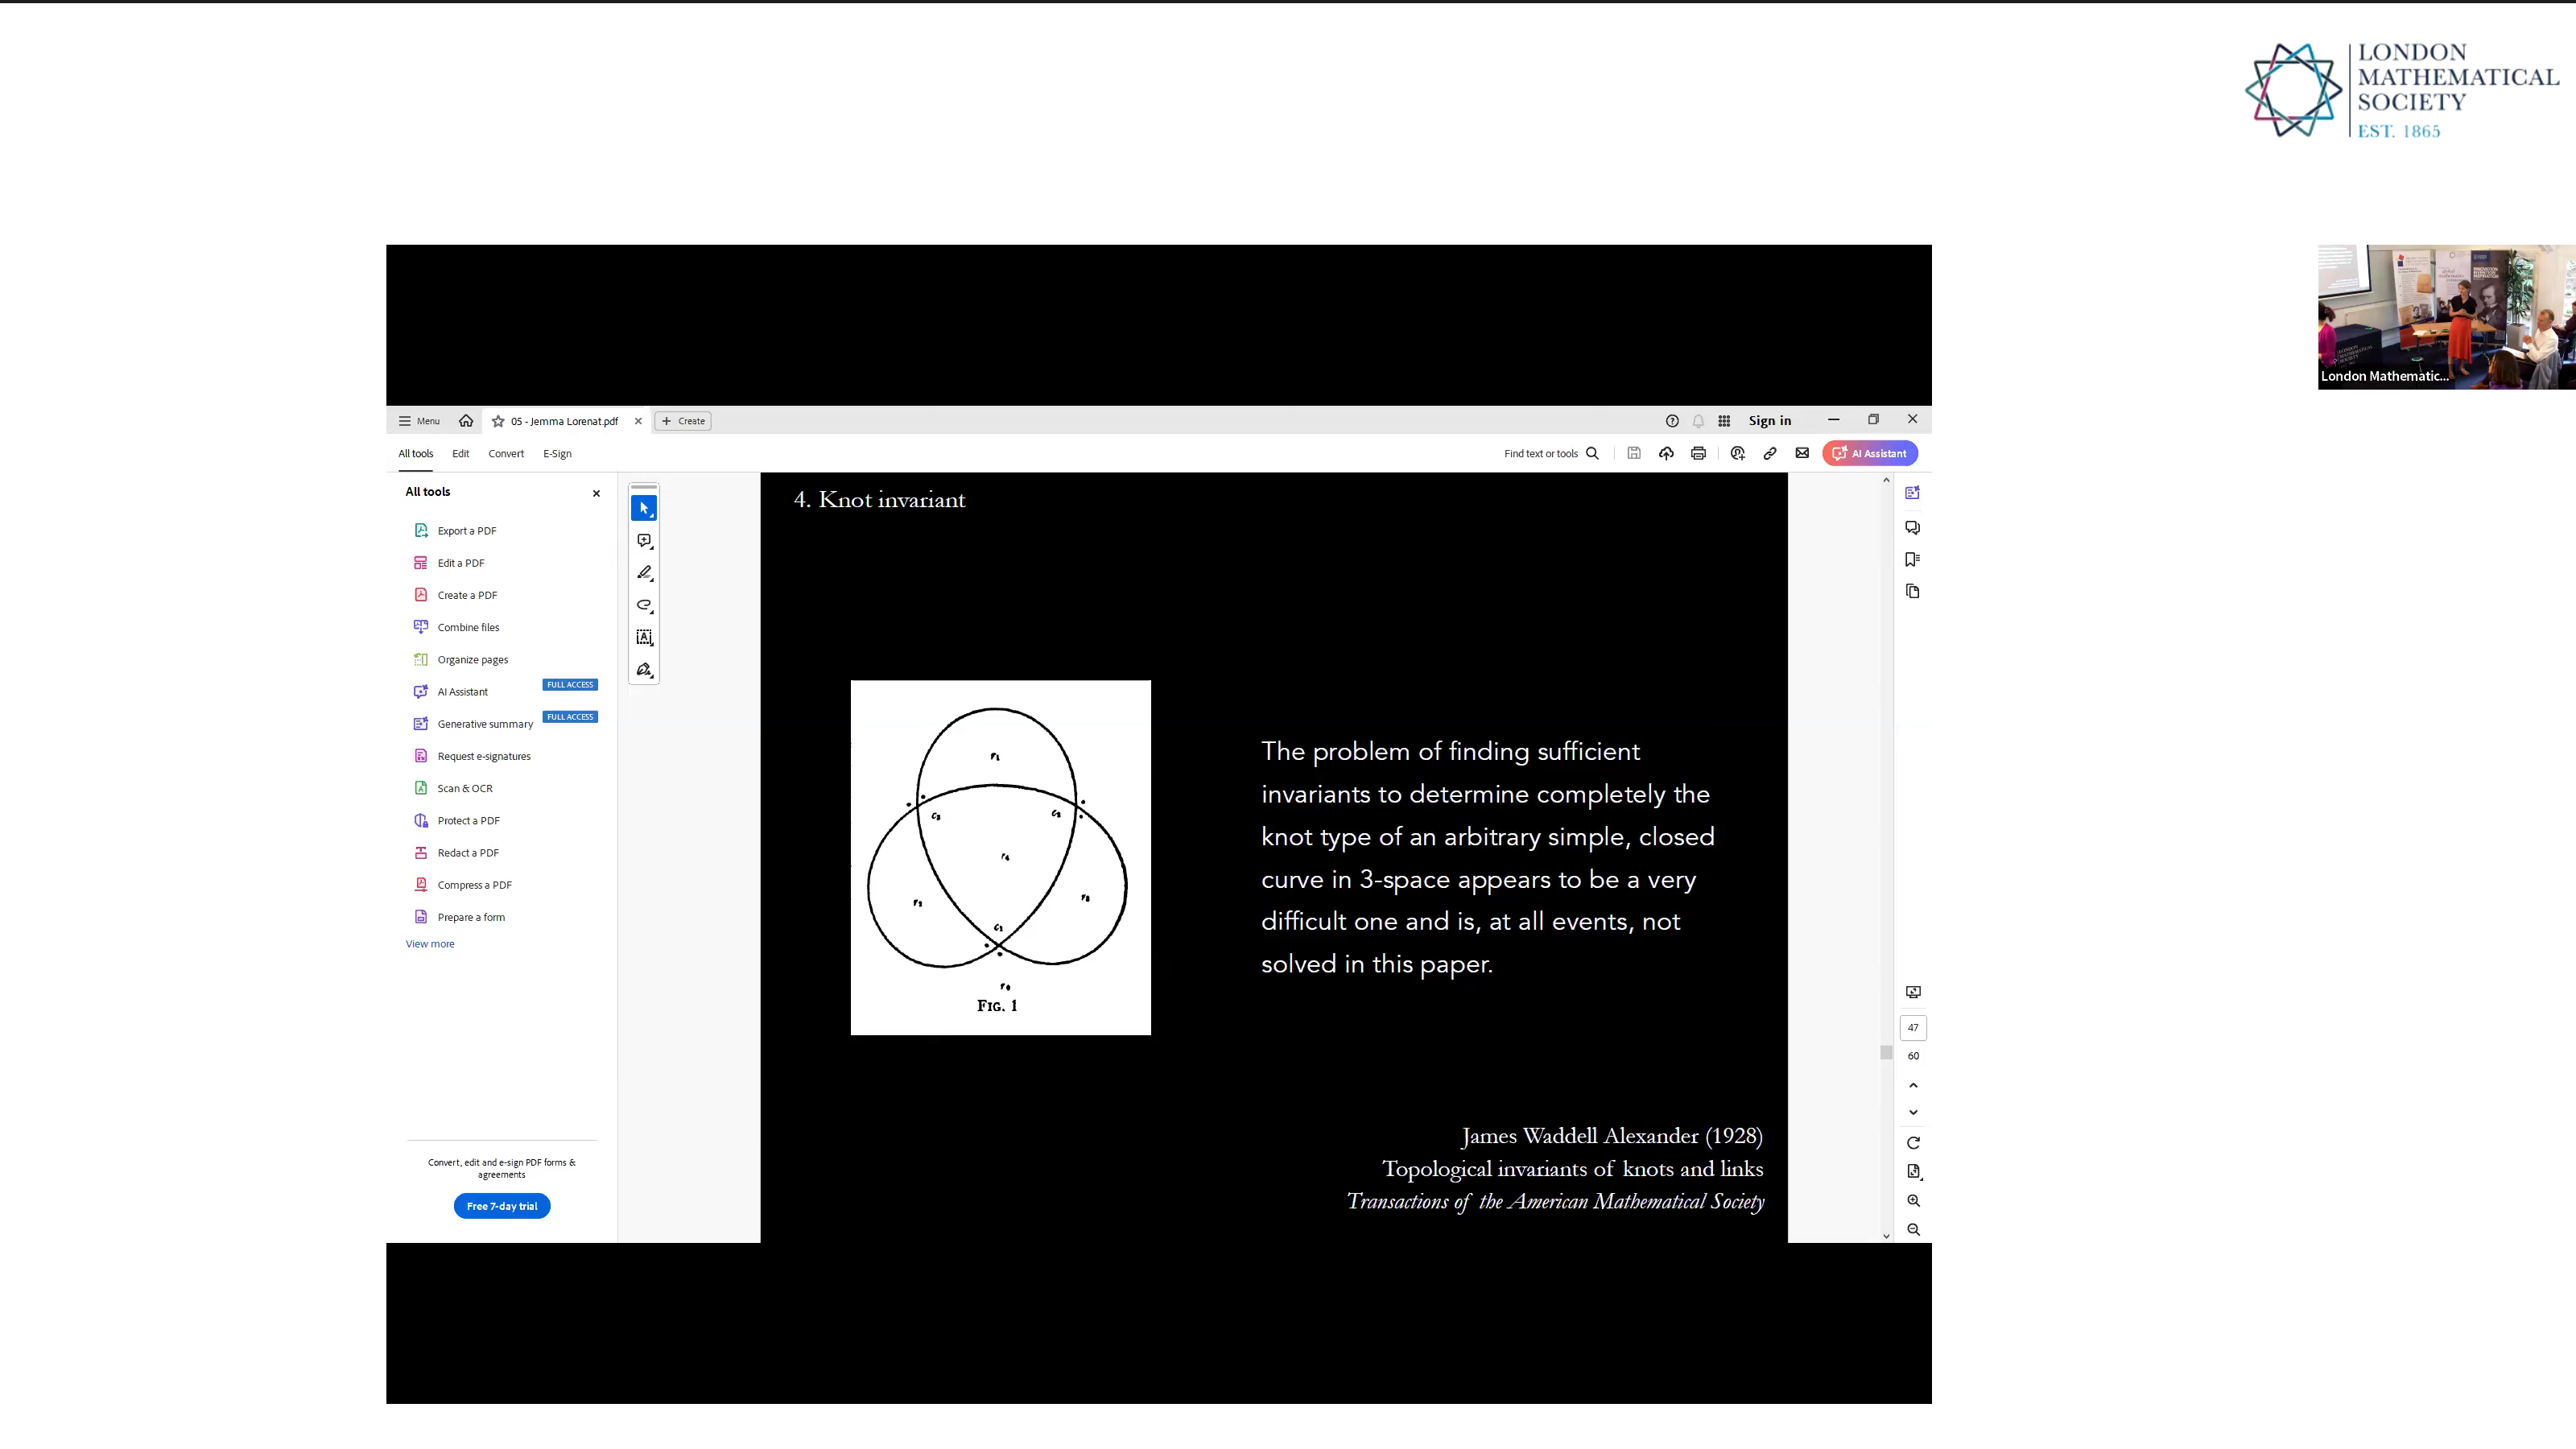 LONDON
MATHEMATICAL
SOCIETY
EST. 1865
London Mathematic...
Menu
05 - Jemma Lorenat.pdf
Create
Sign in
All tools
Edit
Convert
E-Sign
Find text or tools
AI Assistant
All tools
Export a PDF
Edit a PDF
Create a PDF
Combine files
Organize pages
AI Assistant
FULL ACCESS
Generative summary
FULL ACCESS
Request e-signatures
Scan & OCR
Protect a PDF
Redact a PDF
Compress a PDF
Prepare a form
View more
Convert, edit and e-sign PDF forms &
agreements
Free 7-day trial
4. Knot invariant
r₁
c₂
r₄
c₁
FIG. 1
The problem of finding sufficient
invariants to determine completely the
knot type of an arbitrary simple, closed
curve in 3-space appears to be a very
difficult one and is, at all events, not
solved in this paper.
James Waddell Alexander (1928)
Topological invariants of knots and links
Transactions of the American Mathematical Society
47
60